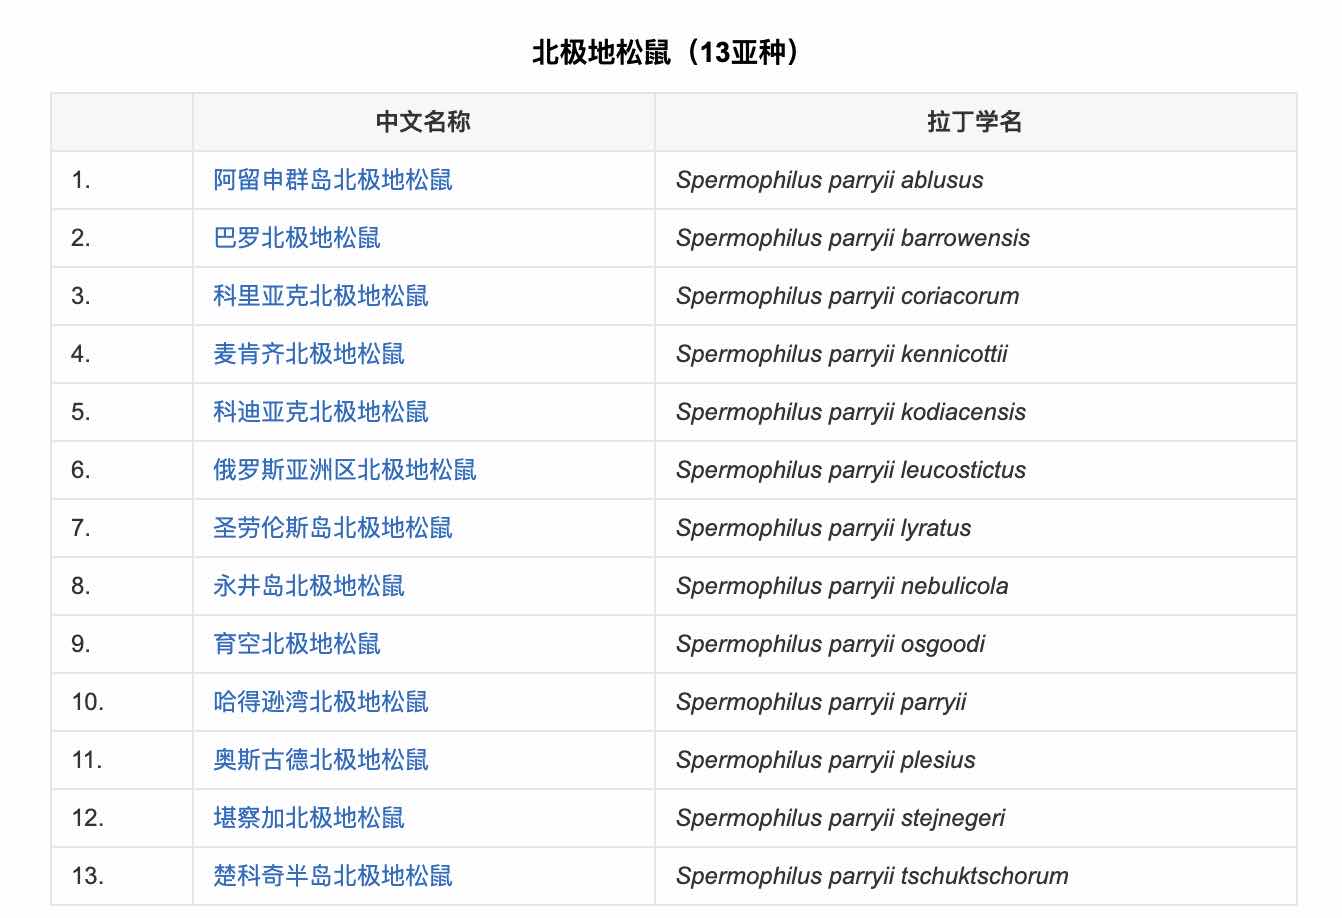 北极地松鼠（13亚种）
中文名称 拉丁学名
1. 阿留申群岛北极地松鼠 Spermophilus parryii ablusus
2. 巴罗北极地松鼠 Spermophilus parryii barrowensis
3. 科里亚克北极地松鼠 Spermophilus parryii coriacorum
4. 麦肯齐北极地松鼠 Spermophilus parryii kennicottii
5. 科迪亚克北极地松鼠 Spermophilus parryii kodiacensis
6. 俄罗斯亚洲区北极地松鼠 Spermophilus parryii leucostictus
7. 圣劳伦斯岛北极地松鼠 Spermophilus parryii lyratus
8. 永井岛北极地松鼠 Spermophilus parryii nebulicola
9. 育空北极地松鼠 Spermophilus parryii osgoodi
10. 哈得逊湾北极地松鼠 Spermophilus parryii parryii
11. 奥斯古德北极地松鼠 Spermophilus parryii plesius
12. 堪察加北极地松鼠 Spermophilus parryii stejnegeri
13. 楚科奇半岛北极地松鼠 Spermophilus parryii tschuktschorum